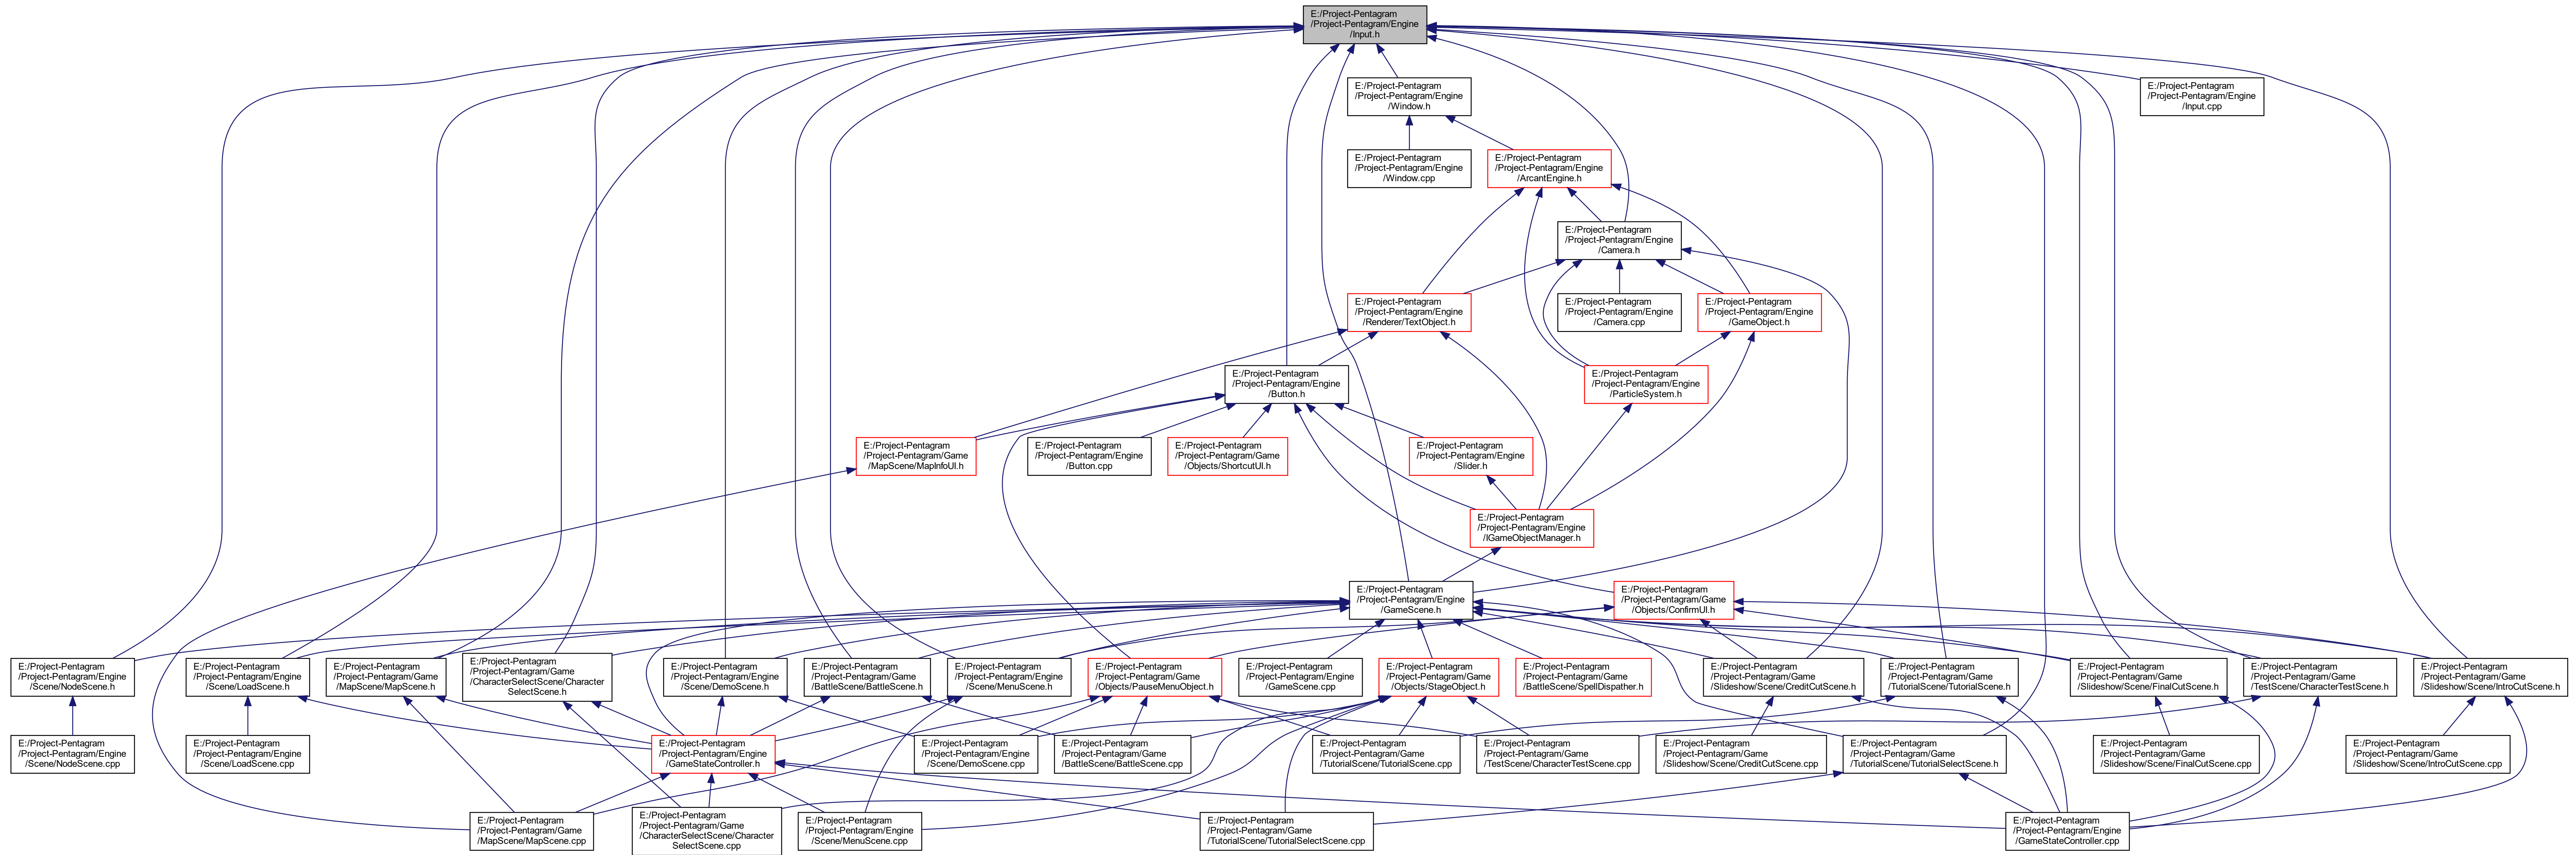 E:/Project-Pentagram
/Project-Pentagram/Engine
/Input.h
E:/Project-Pentagram
/Project-Pentagram/Engine
/Window.h
E:/Project-Pentagram
/Project-Pentagram/Engine
/Input.cpp
E:/Project-Pentagram
/Project-Pentagram/Engine
/Window.cpp
E:/Project-Pentagram
/Project-Pentagram/Engine
/ArcantEngine.h
E:/Project-Pentagram
/Project-Pentagram/Engine
/Camera.h
E:/Project-Pentagram
/Project-Pentagram/Engine
/Renderer/TextObject.h
E:/Project-Pentagram
/Project-Pentagram/Engine
/Camera.cpp
E:/Project-Pentagram
/Project-Pentagram/Engine
/GameObject.h
E:/Project-Pentagram
/Project-Pentagram/Engine
/Button.h
E:/Project-Pentagram
/Project-Pentagram/Engine
/ParticleSystem.h
E:/Project-Pentagram
/Project-Pentagram/Game
/MapScene/MapInfoUI.h
E:/Project-Pentagram
/Project-Pentagram/Engine
/Button.cpp
E:/Project-Pentagram
/Project-Pentagram/Game
/Objects/ShortcutUI.h
E:/Project-Pentagram
/Project-Pentagram/Engine
/Slider.h
E:/Project-Pentagram
/Project-Pentagram/Engine
/IGameObjectManager.h
E:/Project-Pentagram
/Project-Pentagram/Engine
/GameScene.h
E:/Project-Pentagram
/Project-Pentagram/Game
/Objects/ConfirmUI.h
E:/Project-Pentagram
/Project-Pentagram/Engine
/Scene/NodeScene.h
E:/Project-Pentagram
/Project-Pentagram/Engine
/Scene/LoadScene.h
E:/Project-Pentagram
/Project-Pentagram/Game
/MapScene/MapScene.h
E:/Project-Pentagram
/Project-Pentagram/Game
/CharacterSelectScene/Character
SelectScene.h
E:/Project-Pentagram
/Project-Pentagram/Engine
/Scene/DemoScene.h
E:/Project-Pentagram
/Project-Pentagram/Game
/BattleScene/BattleScene.h
E:/Project-Pentagram
/Project-Pentagram/Engine
/Scene/MenuScene.h
E:/Project-Pentagram
/Project-Pentagram/Game
/Objects/PauseMenuObject.h
E:/Project-Pentagram
/Project-Pentagram/Engine
/GameScene.cpp
E:/Project-Pentagram
/Project-Pentagram/Game
/Objects/StageObject.h
E:/Project-Pentagram
/Project-Pentagram/Game
/BattleScene/SpellDispather.h
E:/Project-Pentagram
/Project-Pentagram/Game
/Slideshow/Scene/CreditCutScene.h
E:/Project-Pentagram
/Project-Pentagram/Game
/TutorialScene/TutorialScene.h
E:/Project-Pentagram
/Project-Pentagram/Game
/Slideshow/Scene/FinalCutScene.h
E:/Project-Pentagram
/Project-Pentagram/Game
/TestScene/CharacterTestScene.h
E:/Project-Pentagram
/Project-Pentagram/Game
/Slideshow/Scene/IntroCutScene.h
E:/Project-Pentagram
/Project-Pentagram/Engine
/Scene/NodeScene.cpp
E:/Project-Pentagram
/Project-Pentagram/Engine
/Scene/LoadScene.cpp
E:/Project-Pentagram
/Project-Pentagram/Engine
/GameStateController.h
E:/Project-Pentagram
/Project-Pentagram/Engine
/Scene/DemoScene.cpp
E:/Project-Pentagram
/Project-Pentagram/Game
/BattleScene/BattleScene.cpp
E:/Project-Pentagram
/Project-Pentagram/Game
/TutorialScene/TutorialScene.cpp
E:/Project-Pentagram
/Project-Pentagram/Game
/TestScene/CharacterTestScene.cpp
E:/Project-Pentagram
/Project-Pentagram/Game
/Slideshow/Scene/CreditCutScene.cpp
E:/Project-Pentagram
/Project-Pentagram/Game
/TutorialScene/TutorialSelectScene.h
E:/Project-Pentagram
/Project-Pentagram/Game
/Slideshow/Scene/FinalCutScene.cpp
E:/Project-Pentagram
/Project-Pentagram/Game
/Slideshow/Scene/IntroCutScene.cpp
E:/Project-Pentagram
/Project-Pentagram/Game
/MapScene/MapScene.cpp
E:/Project-Pentagram
/Project-Pentagram/Game
/CharacterSelectScene/Character
SelectScene.cpp
E:/Project-Pentagram
/Project-Pentagram/Engine
/Scene/MenuScene.cpp
E:/Project-Pentagram
/Project-Pentagram/Game
/TutorialScene/TutorialSelectScene.cpp
E:/Project-Pentagram
/Project-Pentagram/Engine
/GameStateController.cpp